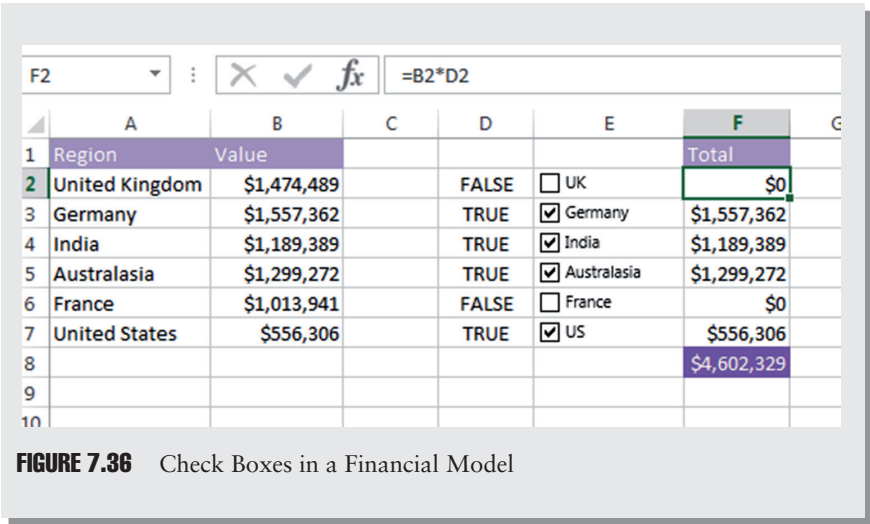 F2 fx =B2*D2
A B C D E F G
1 Region Value Total
2 United Kingdom $1,474,489 FALSE UK $0
3 Germany $1,557,362 TRUE Germany $1,557,362
4 India $1,189,389 TRUE India $1,189,389
5 Australasia $1,299,272 TRUE Australasia $1,299,272
6 France $1,013,941 FALSE France $0
7 United States $556,306 TRUE US $556,306
8 $4,602,329
9
10
FIGURE 7.36 Check Boxes in a Financial Model